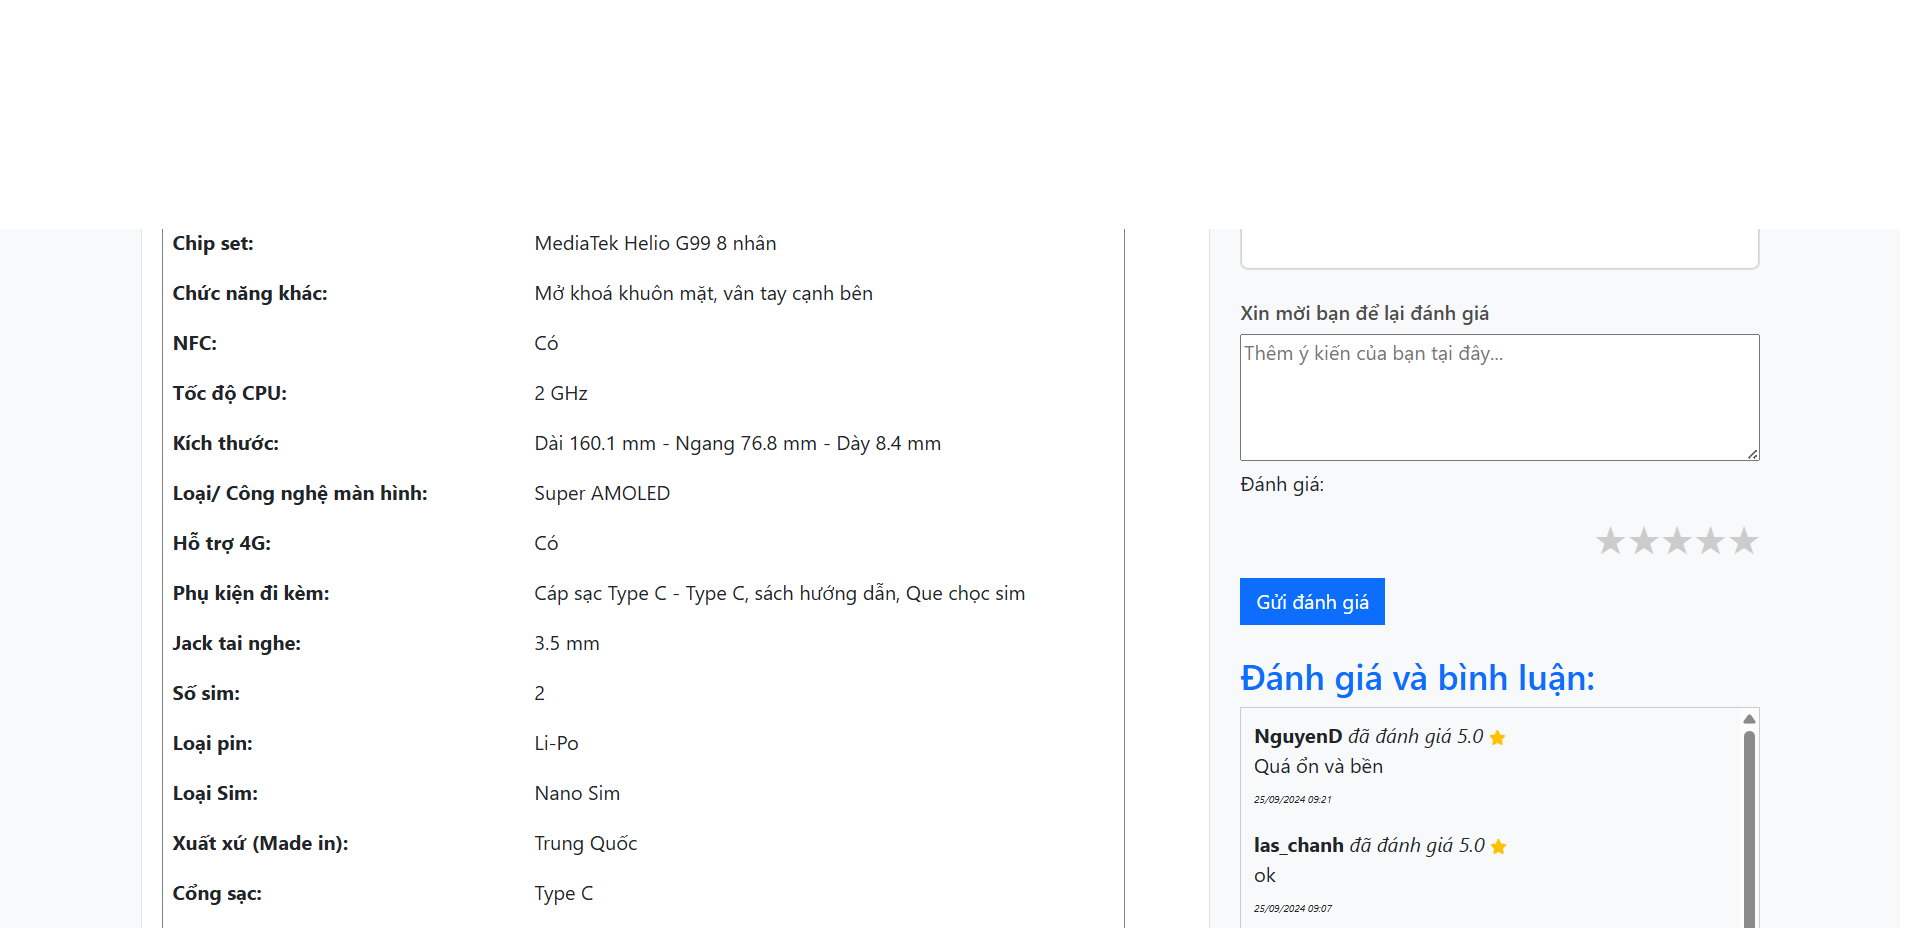 Chip set: MediaTek Helio G99 8 nhân
Chức năng khác: Mở khoá khuôn mặt, vân tay cạnh bên
NFC: Có
Tốc độ CPU: 2 GHz
Kích thước: Dài 160.1 mm - Ngang 76.8 mm - Dày 8.4 mm
Loại/ Công nghệ màn hình: Super AMOLED
Hỗ trợ 4G: Có
Phụ kiện đi kèm: Cáp sạc Type C - Type C, sách hướng dẫn, Que chọc sim
Jack tai nghe: 3.5 mm
Số sim: 2
Loại pin: Li-Po
Loại Sim: Nano Sim
Xuất xứ (Made in): Trung Quốc
Cổng sạc: Type C
Xin mời bạn để lại đánh giá
Thêm ý kiến của bạn tại đây...
Đánh giá:
★★★★★
Gửi đánh giá
Đánh giá và bình luận:
NguyenD đã đánh giá 5.0
Quá ổn và bền
25/09/2024 09:21
las_chanh đã đánh giá 5.0
ok
25/09/2024 09:07